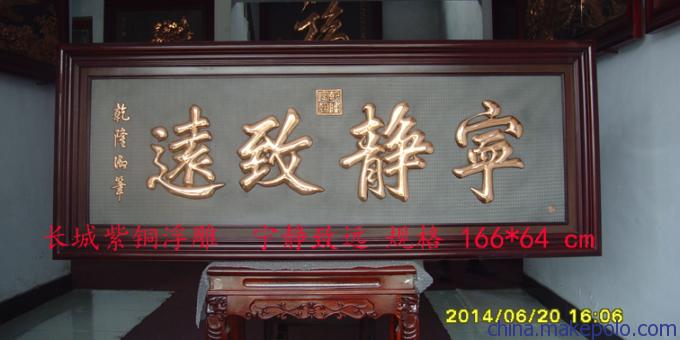 寧靜致遠
乾隆御筆
长城紫铜浮雕 宁静致远 规格 166*64 cm
2014/06/20 16:06
china.makepolo.com